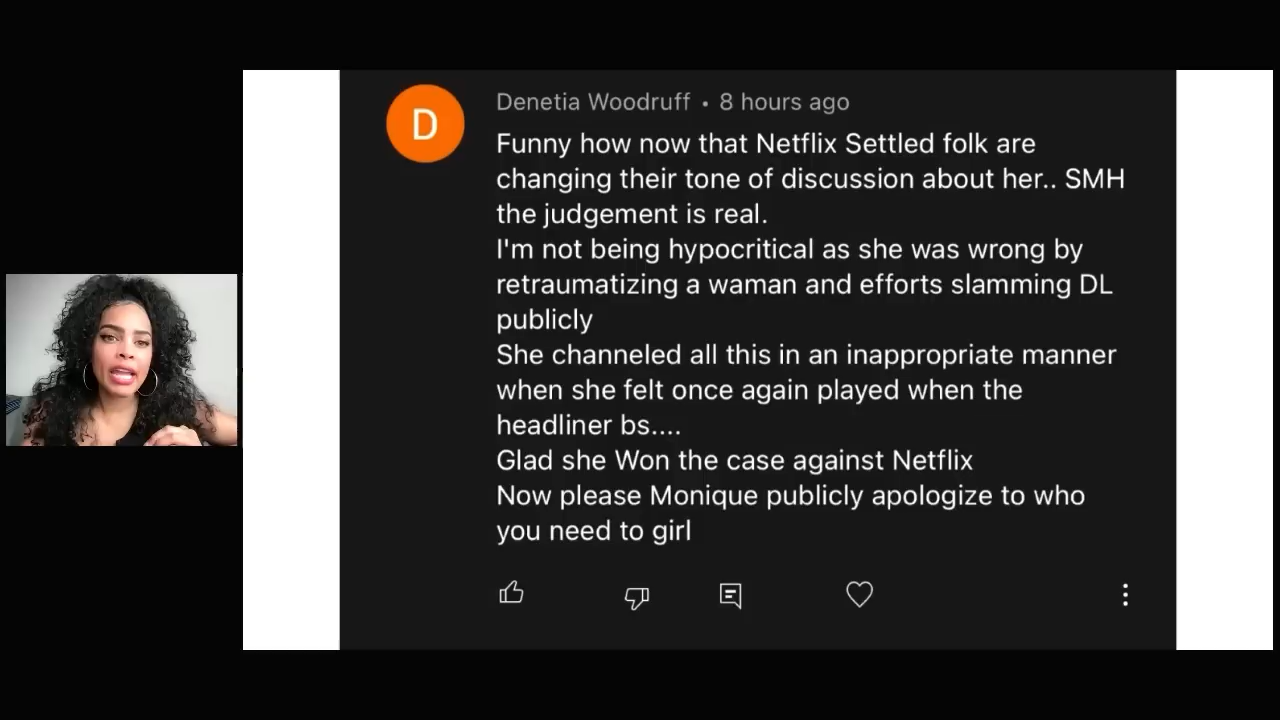 D
Denetia Woodruff • 8 hours ago
Funny how now that Netflix Settled folk are
changing their tone of discussion about her.. SMH
the judgement is real.
I'm not being hypocritical as she was wrong by
retraumatizing a waman and efforts slamming DL
publicly
She channeled all this in an inappropriate manner
when she felt once again played when the
headliner bs....
Glad she Won the case against Netflix
Now please Monique publicly apologize to who
you need to girl